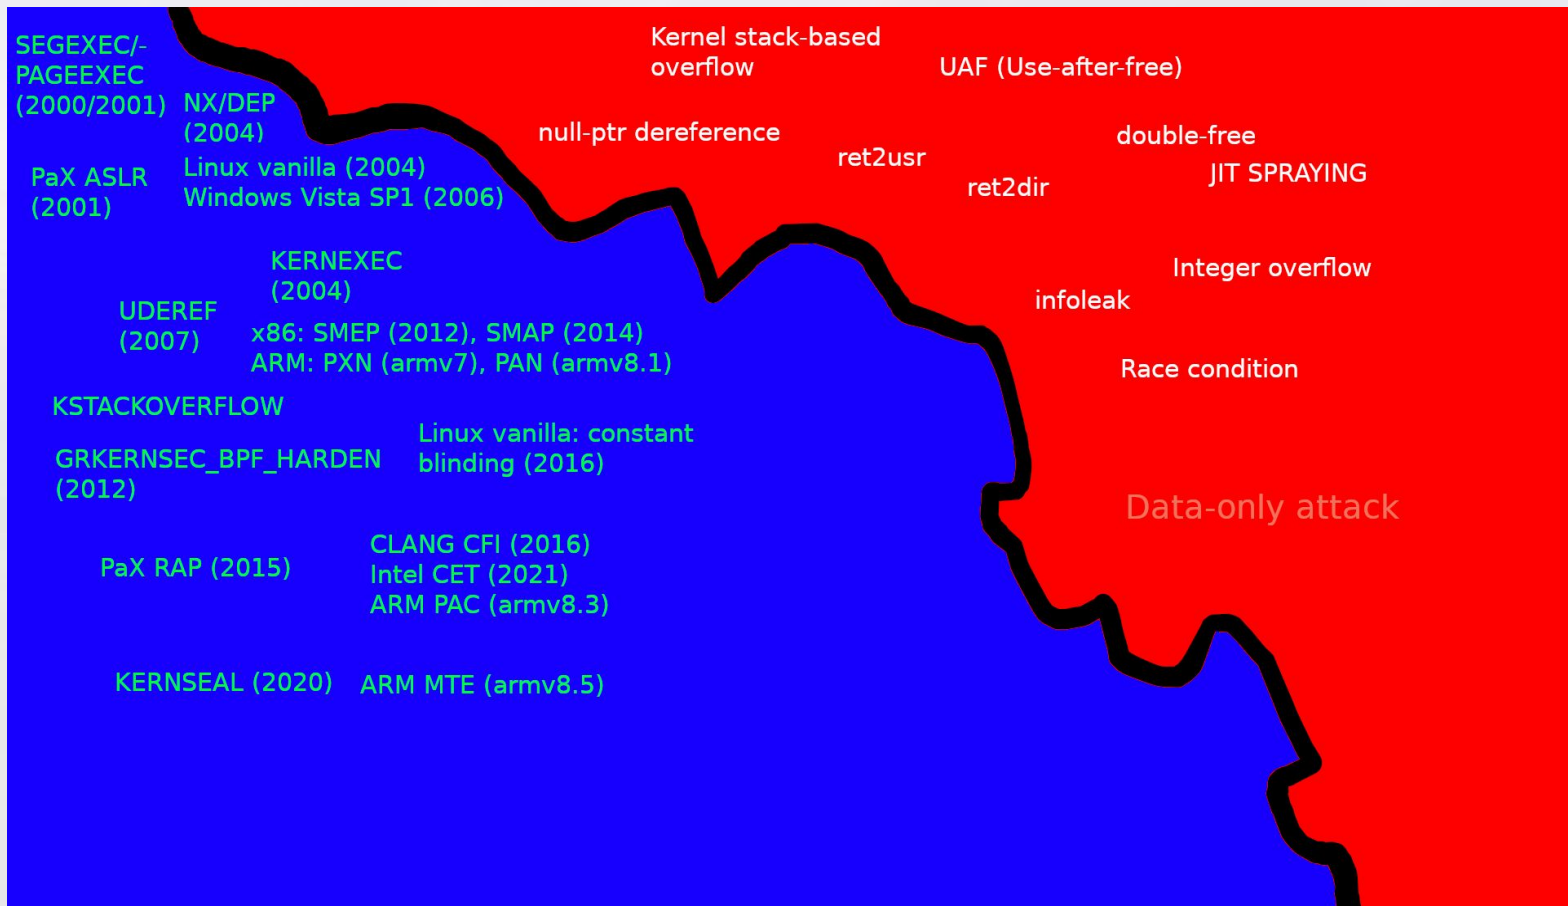 SEGEXEC/-
PAGEEXEC
(2000/2001)
NX/DEP
(2004)
Linux vanilla (2004)
Windows Vista SP1 (2006)
PaX ASLR
(2001)
KERNEXEC
(2004)
UDEREF
(2007)
x86: SMEP (2012), SMAP (2014)
ARM: PXN (armv7), PAN (armv8.1)
KSTACKOVERFLOW
Linux vanilla: constant
blinding (2016)
GRKERNSEC_BPF_HARDEN
(2012)
CLANG CFI (2016)
Intel CET (2021)
ARM PAC (armv8.3)
PaX RAP (2015)
KERNSEAL (2020)
ARM MTE (armv8.5)
Kernel stack-based
overflow
UAF (Use-after-free)
null-ptr dereference
ret2usr
double-free
JIT SPRAYING
ret2dir
Integer overflow
infoleak
Race condition
Data-only attack